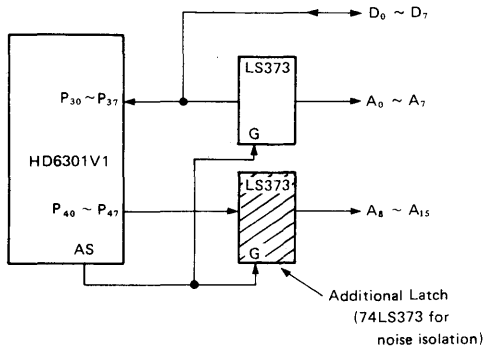 D₀ ~ D₇
LS373
P₃₀ ~ P₃₇
A₀ ~ A₇
G
HD6301V1
LS373
P₄₀ ~ P₄₇
A₈ ~ A₁₅
AS
G
Additional Latch
(74LS373 for
noise isolation)